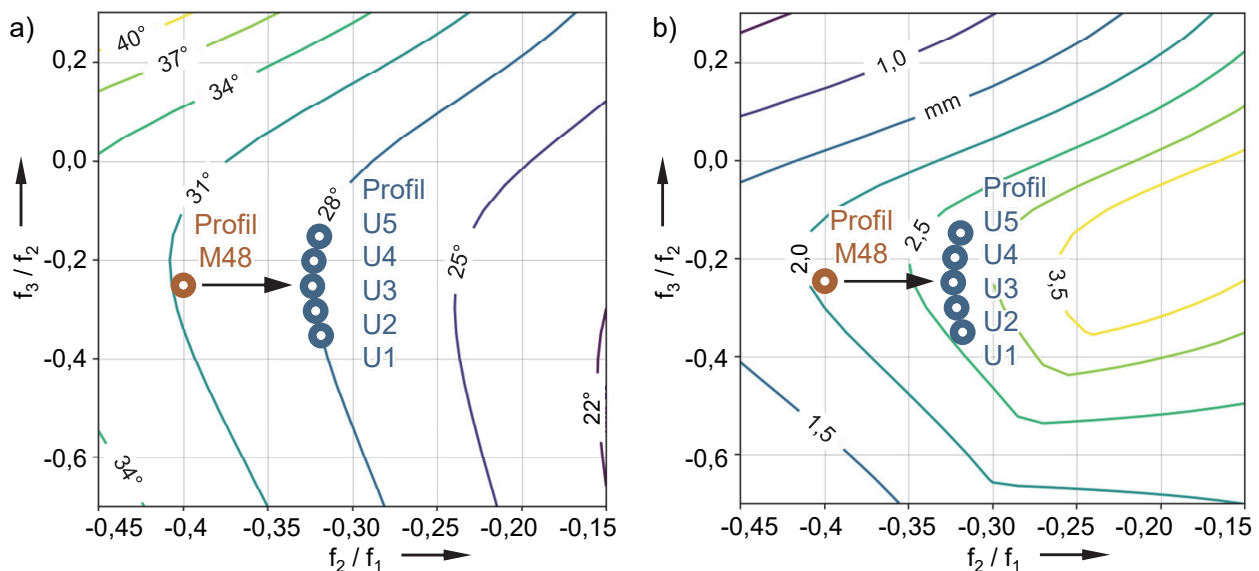 a)
0,2
0,0
-0,2
-0,4
-0,6
f3 / f2
40°
37°
34°
31°
28°
25°
22°
34°
Profil
M48
Profil
U5
U4
U3
U2
U1
-0,45
-0,4
-0,35
-0,30
-0,25
-0,20
-0,15
f2 / f1
b)
0,2
0,0
-0,2
-0,4
-0,6
f3 / f2
1,0
mm
2,0
2,5
3,5
1,5
Profil
M48
Profil
U5
U4
U3
U2
U1
-0,45
-0,4
-0,35
-0,30
-0,25
-0,20
-0,15
f2 / f1